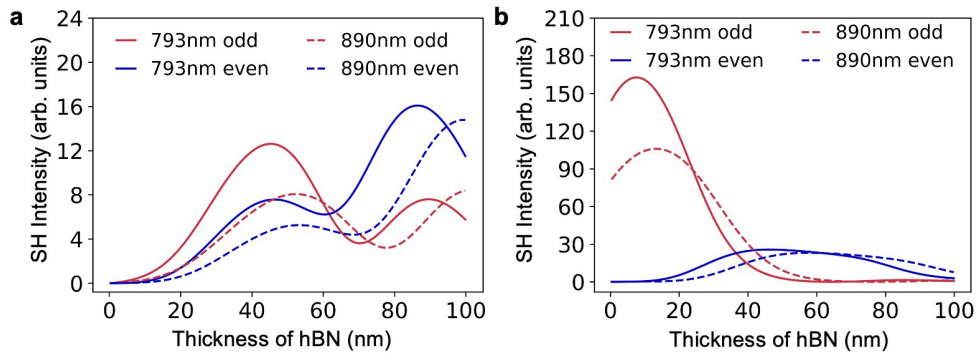 a
24
20
16
12
8
4
0
SH Intensity (arb. units)
793nm odd 890nm odd
793nm even 890nm even
0 20 40 60 80 100
Thickness of hBN (nm)
b
210
180
150
120
90
60
30
0
SH Intensity (arb. units)
793nm odd 890nm odd
793nm even 890nm even
0 20 40 60 80 100
Thickness of hBN (nm)